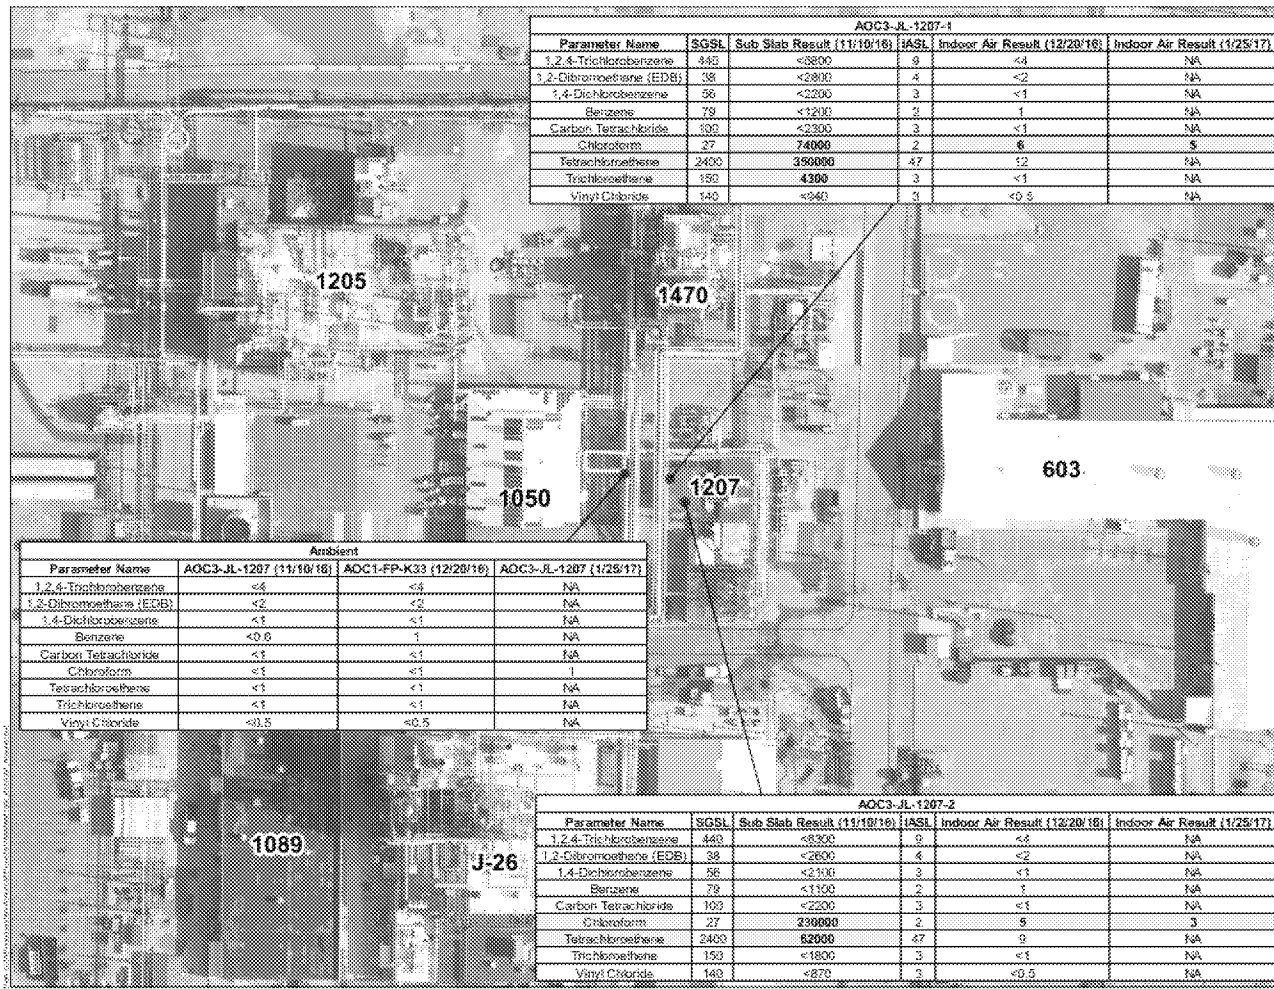 AOC3-JL-1207-1
Parameter Name SGSL Sub Slab Result (11/10/16) IASL Indoor Air Result (12/20/16) Indoor Air Result (1/25/17)
1,2,4-Trichlorobenzene 440 <5800 9 <4 NA
1,2-Dibromoethane (EDB) 38 <2800 4 <2 NA
1,4-Dichlorobenzene 56 <2200 3 <1 NA
Benzene 79 <1200 2 1 NA
Carbon Tetrachloride 100 <2300 3 <1 NA
Chloroform 27 74000 2 6 5
Tetrachloroethene 2400 350000 47 12 NA
Trichloroethene 150 4300 3 <1 NA
Vinyl Chloride 140 <940 3 <0.5 NA
1205
1470
603
1207
1050
Ambient
Parameter Name AOC3-JL-1207 (11/10/16) AOC1-FP-K33 (12/20/16) AOC3-JL-1207 (1/25/17)
1,2,4-Trichlorobenzene <4 <4 NA
1,2-Dibromoethane (EDB) <2 <2 NA
1,4-Dichlorobenzene <1 <1 NA
Benzene <0.6 1 NA
Carbon Tetrachloride <1 <1 NA
Chloroform <1 <1 1
Tetrachloroethene <1 <1 NA
Trichloroethene <1 <1 NA
Vinyl Chloride <0.5 <0.5 NA
1089
J-26
AOC3-JL-1207-2
Parameter Name SGSL Sub Slab Result (11/10/16) IASL Indoor Air Result (12/20/16) Indoor Air Result (1/25/17)
1,2,4-Trichlorobenzene 440 <5300 9 <4 NA
1,2-Dibromoethane (EDB) 38 <2600 4 <2 NA
1,4-Dichlorobenzene 56 <2100 3 <1 NA
Benzene 79 <1100 2 1 NA
Carbon Tetrachloride 100 <2200 3 <1 NA
Chloroform 27 230000 2 5 3
Tetrachloroethene 2400 62000 47 9 NA
Trichloroethene 150 <1800 3 <1 NA
Vinyl Chloride 140 <870 3 <0.5 NA